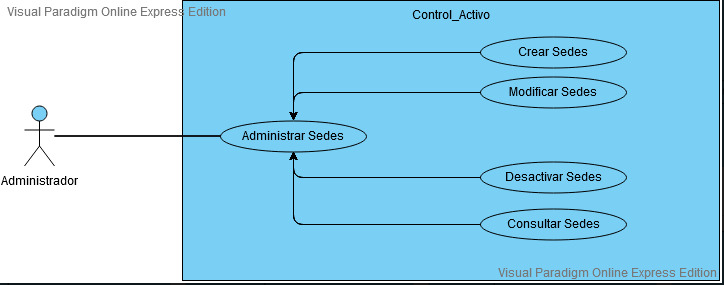 Visual Paradigm Online Express Edition
Control_Activo
Crear Sedes
Modificar Sedes
Administrar Sedes
Administrador
Desactivar Sedes
Consultar Sedes
Visual Paradigm Online Express Edition